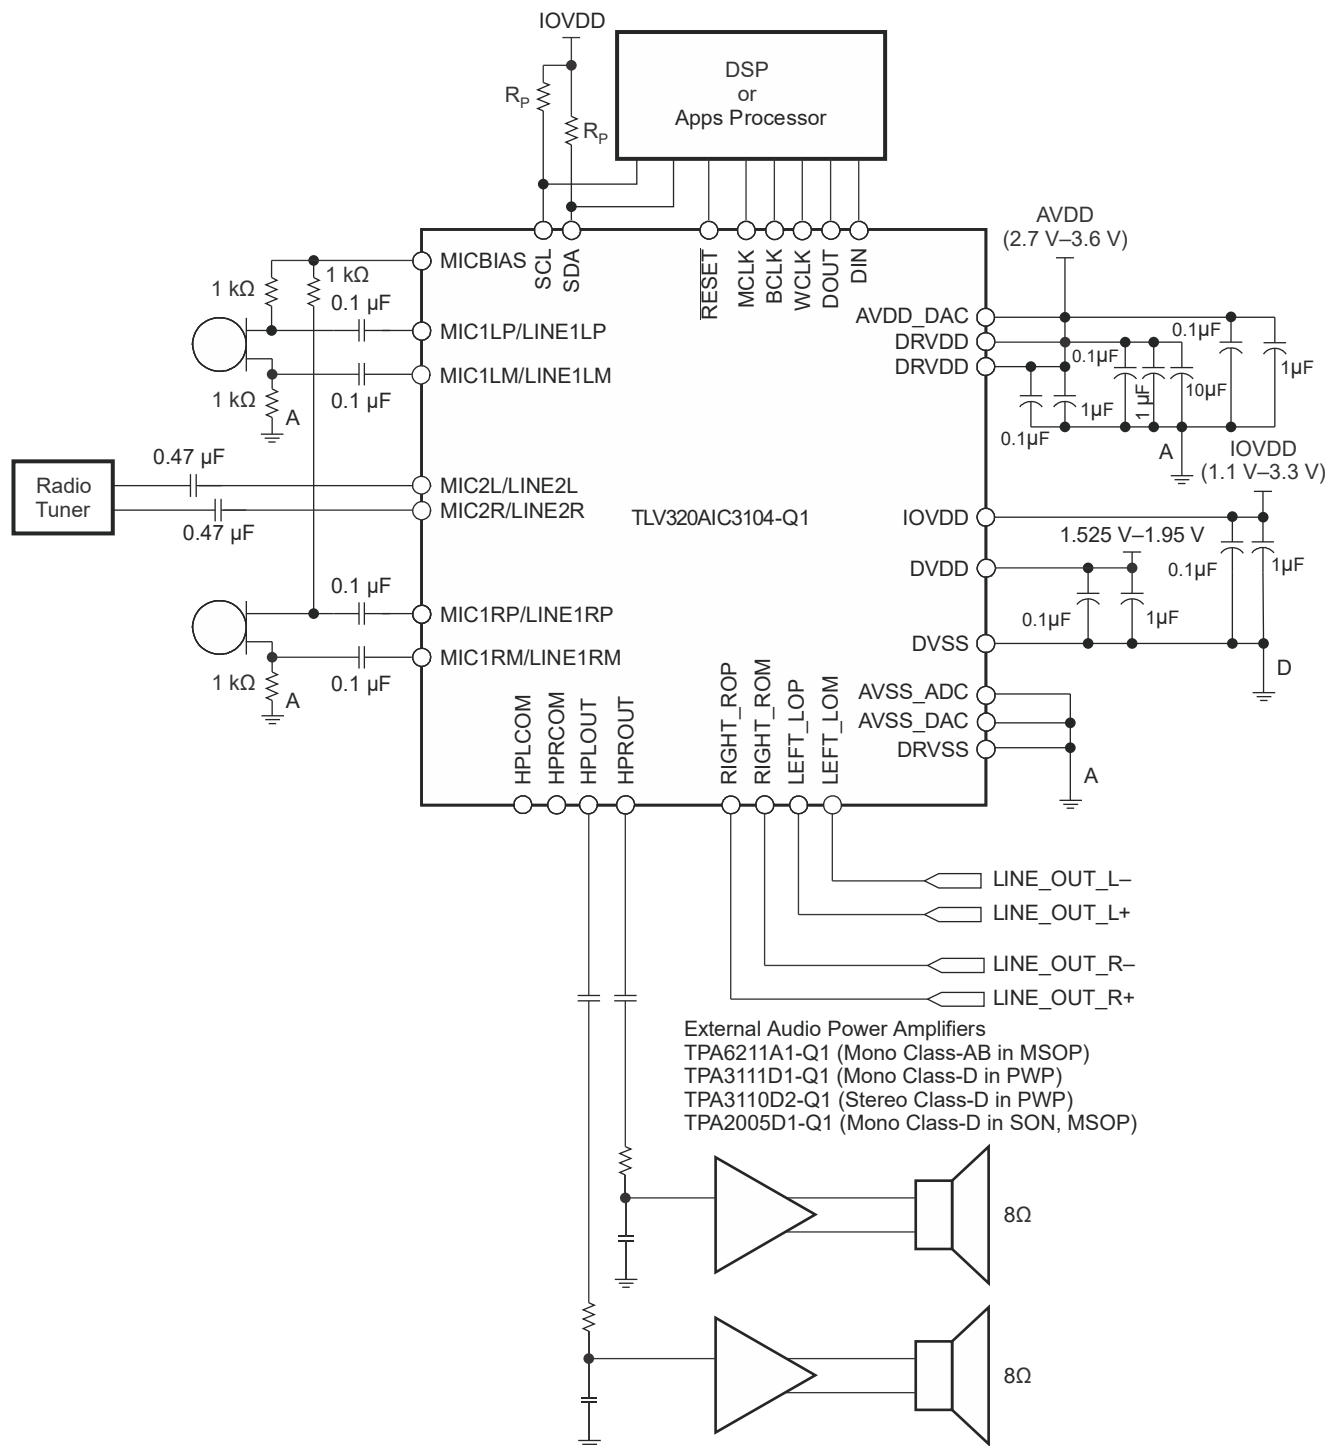 IOVDD
DSP
or
Apps Processor
RP
RP
AVDD
(2.7 V–3.6 V)
SCL
SDA
RESET
MCLK
BCLK
WCLK
DOUT
DIN
MICBIAS
1 kΩ
1 kΩ
0.1 µF
MIC1LP/LINE1LP
MIC1LM/LINE1LM
1 kΩ
A
0.1 µF
AVDD_DAC
DRVDD
DRVDD
0.1µF
0.1µF
1µF
1µF
1 µF
10µF
0.1µF
A
IOVDD
(1.1 V–3.3 V)
0.47 µF
Radio
Tuner
MIC2L/LINE2L
MIC2R/LINE2R
0.47 µF
TLV320AIC3104-Q1
IOVDD
1.525 V–1.95 V
DVDD
0.1µF
1µF
0.1µF
1µF
0.1 µF
MIC1RP/LINE1RP
DVSS
MIC1RM/LINE1RM
1 kΩ
A
0.1 µF
D
AVSS_ADC
AVSS_DAC
DRVSS
A
HPLCOM
HPRCOM
HPLOUT
HPROUT
RIGHT_ROP
RIGHT_ROM
LEFT_LOP
LEFT_LOM
LINE_OUT_L–
LINE_OUT_L+
LINE_OUT_R–
LINE_OUT_R+
External Audio Power Amplifiers
TPA6211A1-Q1 (Mono Class-AB in MSOP)
TPA3111D1-Q1 (Mono Class-D in PWP)
TPA3110D2-Q1 (Stereo Class-D in PWP)
TPA2005D1-Q1 (Mono Class-D in SON, MSOP)
8Ω
8Ω